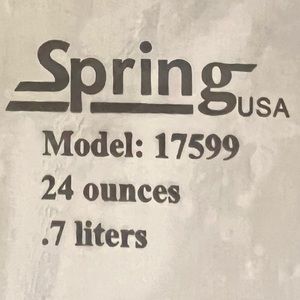 Spring USA
Model: 17599
24 ounces
.7 liters